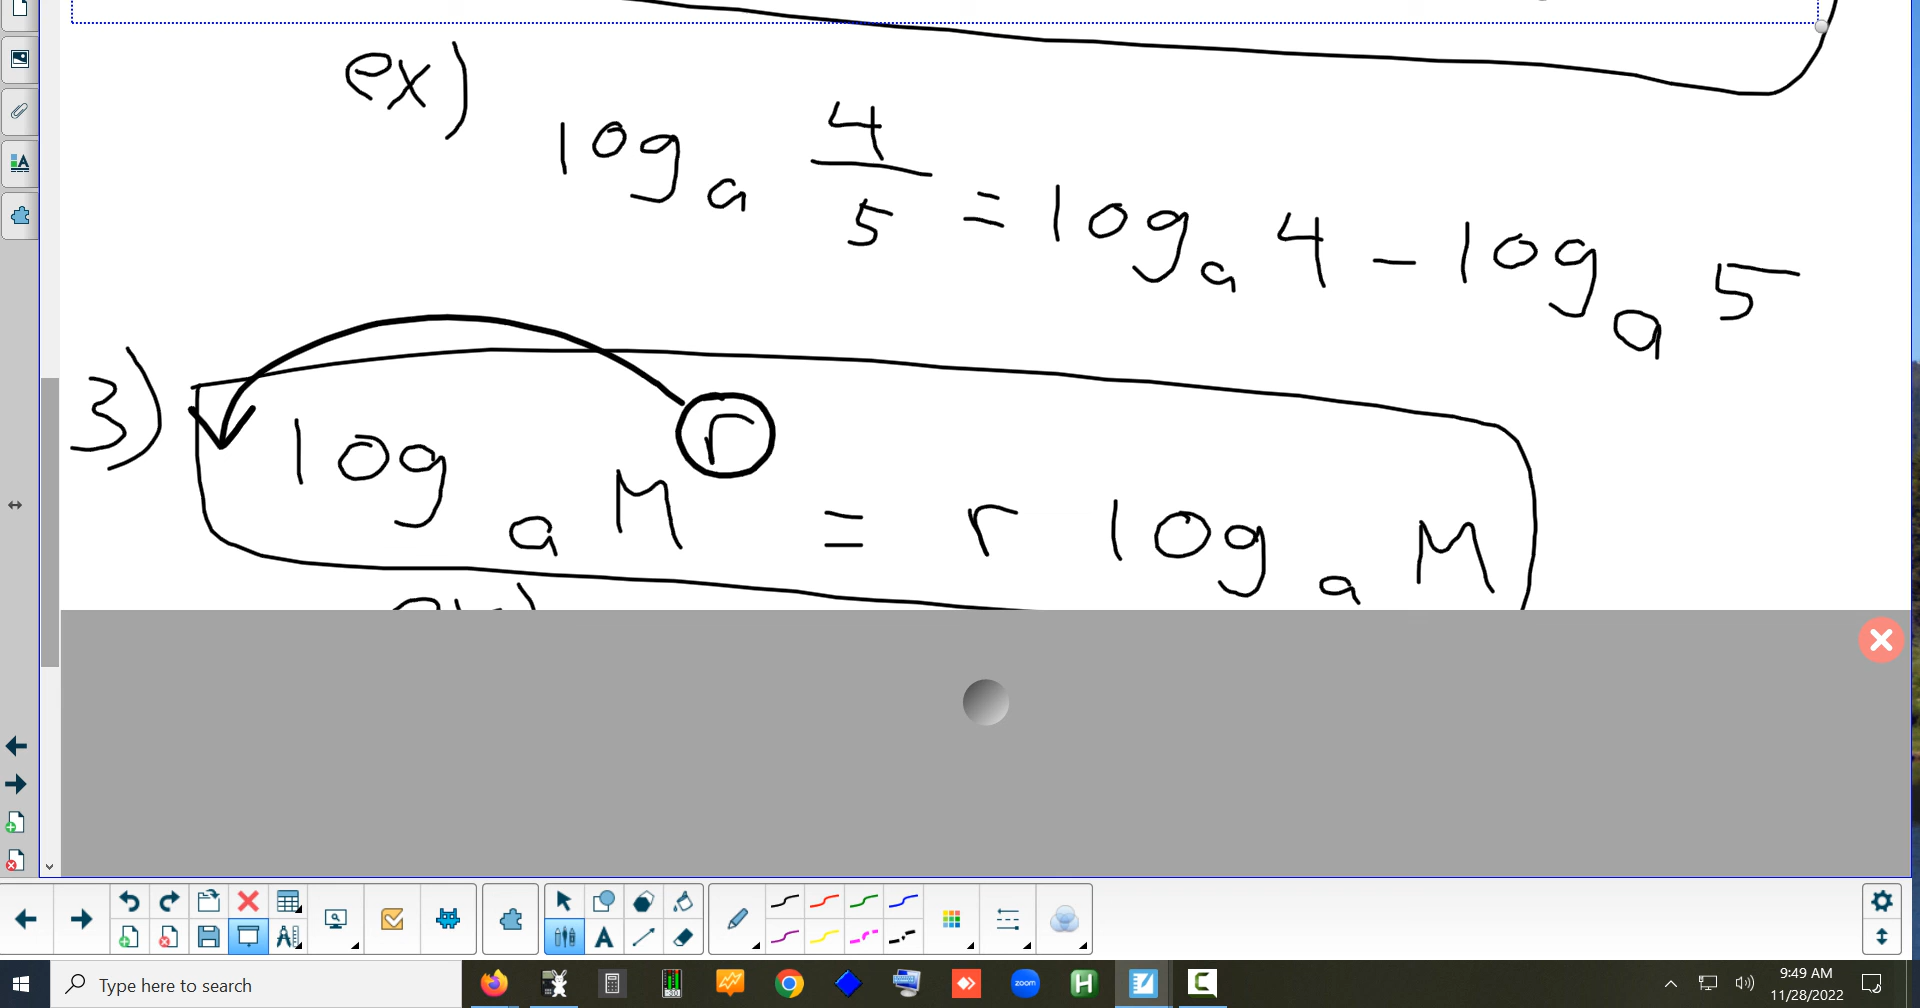 ex)
log_a 4/5 = log_a 4 - log_a 5
3) log_a M^r = r log_a M
Type here to search
zoom
9:49 AM
11/28/2022